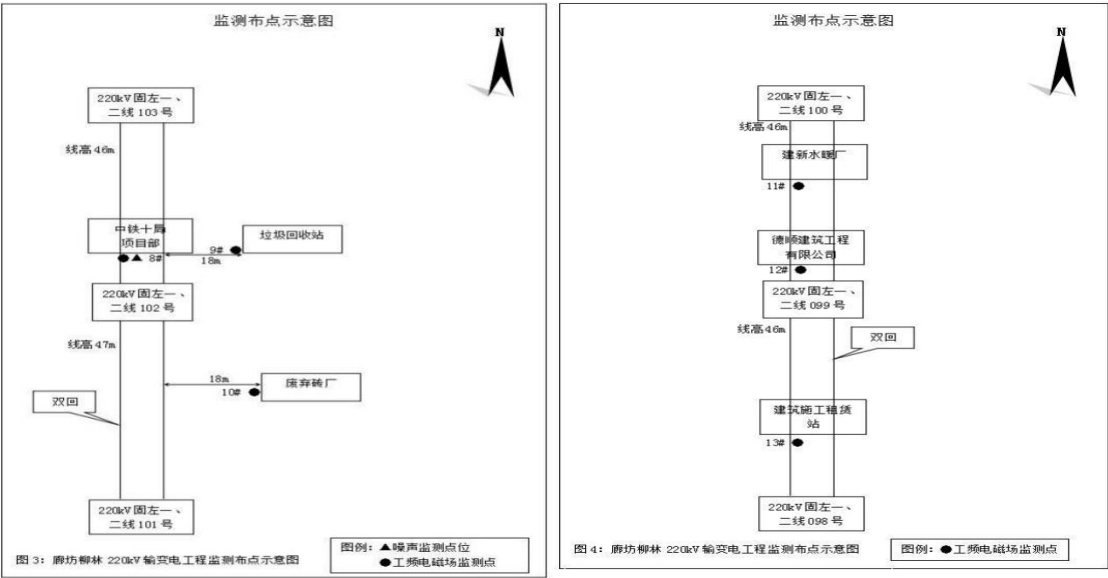 监测布点示意图
N
220kV固左一、
二线103号
线高46m
中铁十局
项目部
8#
9#
垃圾回收站
18m
220kV固左一、
二线102号
线高47m
18m
10#
废弃砖厂
双回
220kV固左一、
二线101号
图3：廊坊柳林220kV输变电工程监测布点示意图
图例：▲噪声监测点位
●工频电磁场监测点
监测布点示意图
N
220kV固左一、
二线100号
线高46m
建新水暖厂
11#
德顺建筑工程
有限公司
12#
220kV固左一、
二线099号
线高46m
双回
建筑施工租赁
站
13#
220kV固左一、
二线098号
图4：廊坊柳林220kV输变电工程监测布点示意图
图例：●工频电磁场监测点